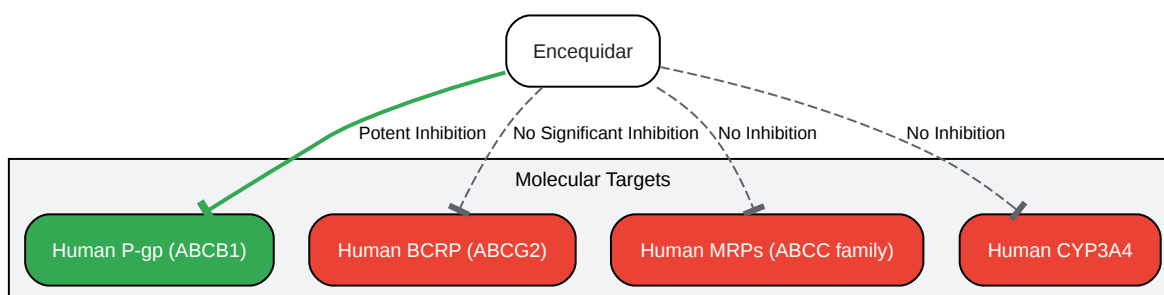 Encequidar
Potent Inhibition
No Significant Inhibition
No Inhibition
No Inhibition
Molecular Targets
Human P-gp (ABCB1)
Human BCRP (ABCG2)
Human MRPs (ABCC family)
Human CYP3A4